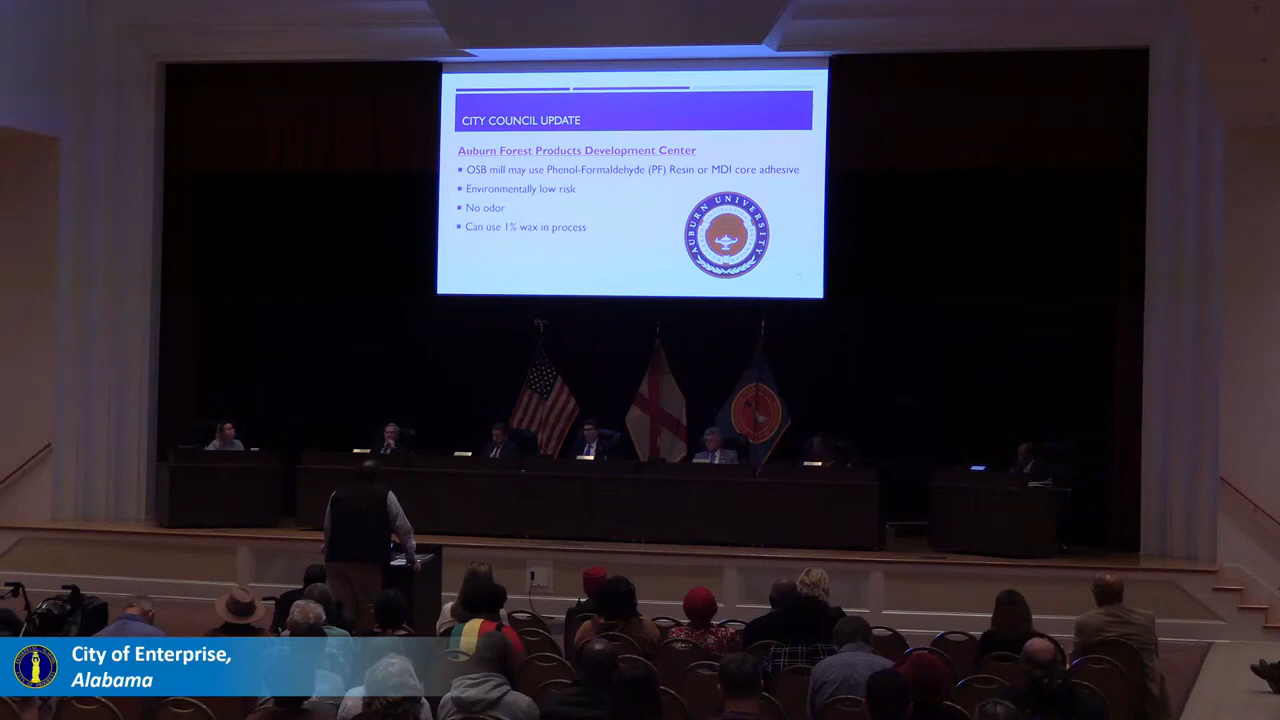 CITY COUNCIL UPDATE
Auburn Forest Products Development Center
OSB mill may use Phenol-Formaldehyde (PF) Resin or MDI core adhesive
Environmentally low risk
No odor
Can use 1% wax in process
AUBURN UNIVERSITY
City of Enterprise,
Alabama